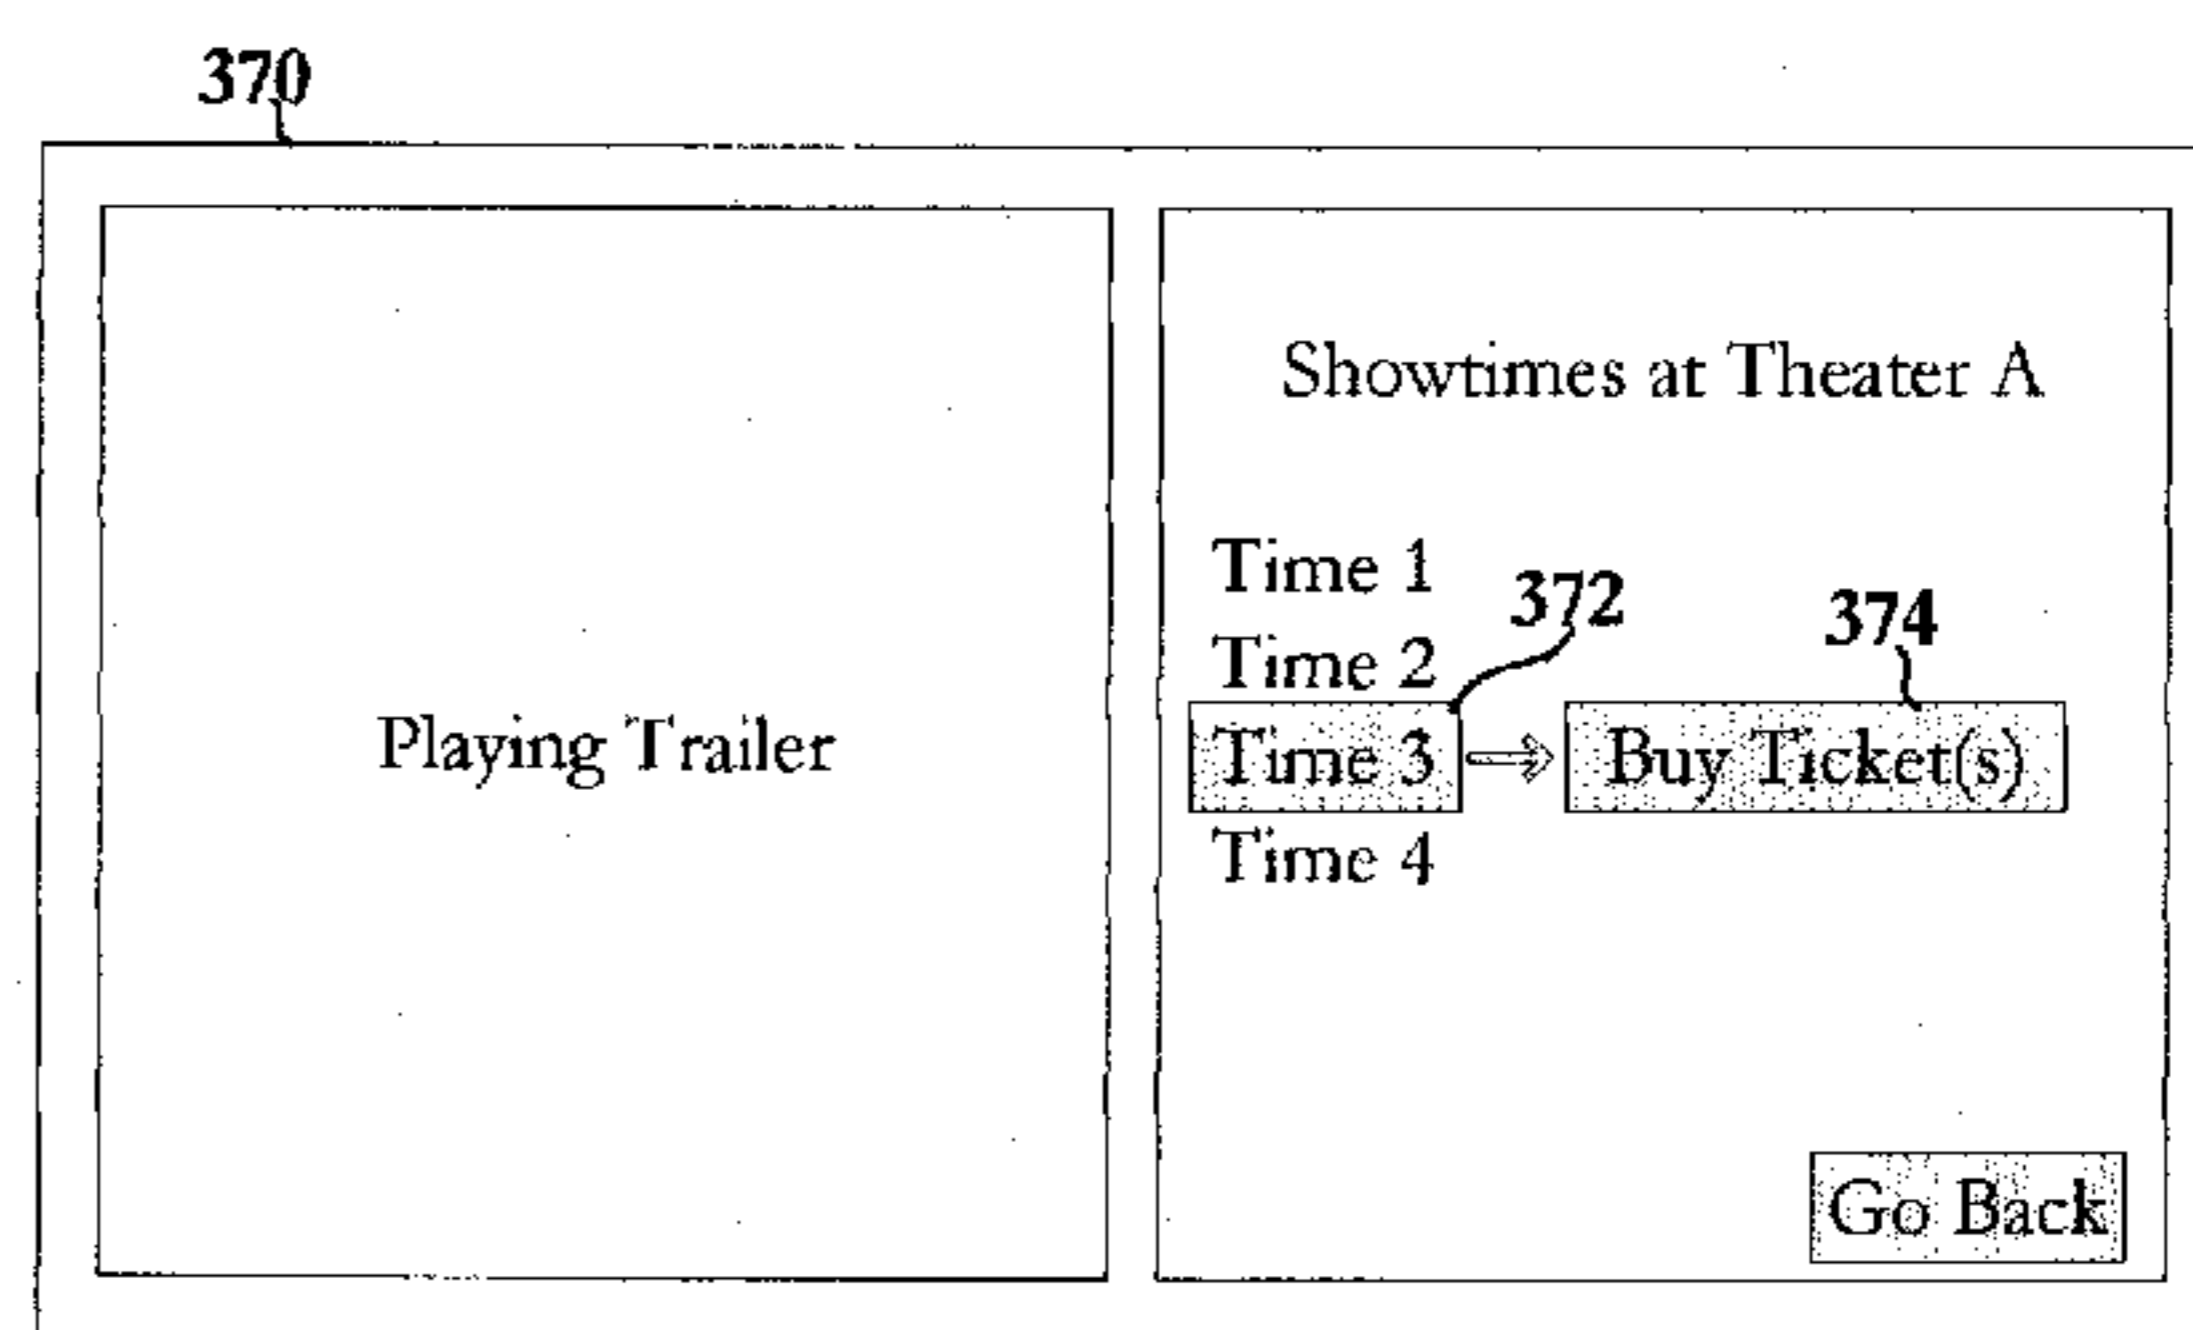 370
Playing Trailer
Showtimes at Theater A
Time 1
Time 2
372
374
Time 3
Buy Ticket(s)
Time 4
Go Back